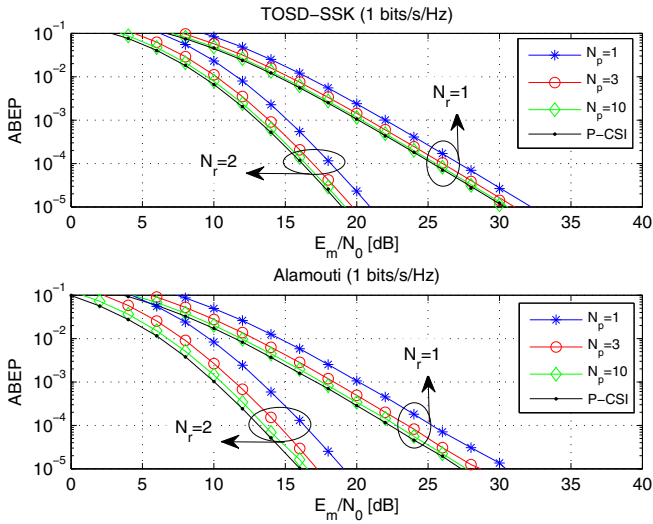 TOSD-SSK (1 bits/s/Hz)
10^-1
10^-2
10^-3
10^-4
10^-5
ABEP
0 5 10 15 20 25 30 35 40
E_m/N_0 [dB]
N_r=1
N_r=2
N_p=1
N_p=3
N_p=10
P-CSI
Alamouti (1 bits/s/Hz)
10^-1
10^-2
10^-3
10^-4
10^-5
ABEP
0 5 10 15 20 25 30 35 40
E_m/N_0 [dB]
N_r=1
N_r=2
N_p=1
N_p=3
N_p=10
P-CSI